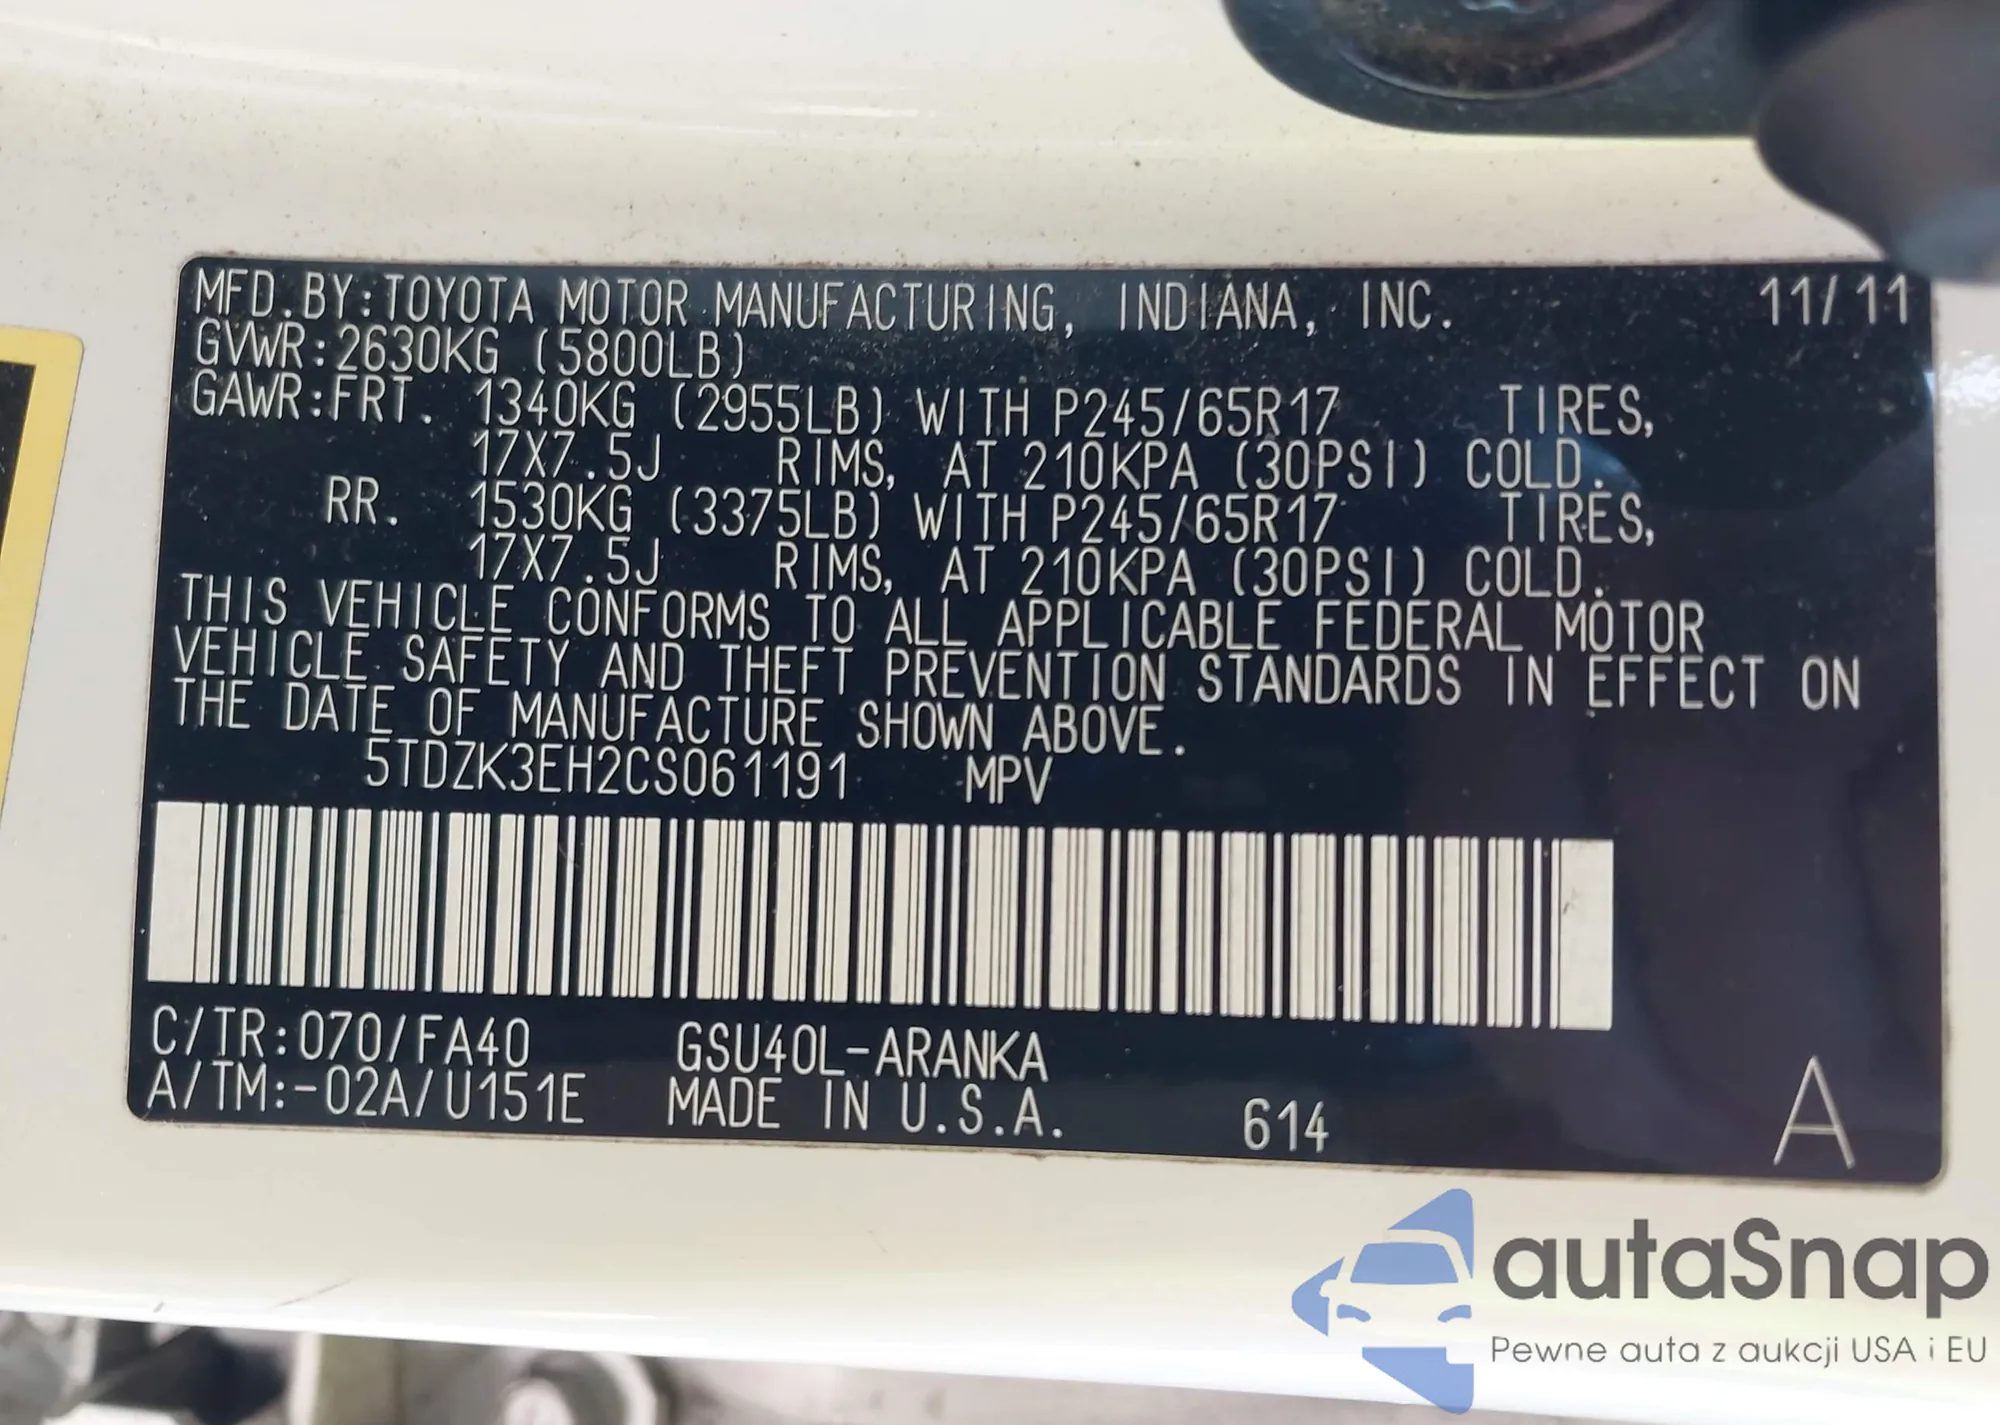 MFD.BY:TOYOTA MOTOR MANUFACTURING, INDIANA, INC. 11/11
GVWR:2630KG (5800LB)
GAWR:FRT. 1340KG (2955LB) WITH P245/65R17 TIRES,
17X7.5J RIMS, AT 210KPA (30PSI) COLD.
RR. 1530KG (3375LB) WITH P245/65R17 TIRES,
17X7.5J RIMS, AT 210KPA (30PSI) COLD.
THIS VEHICLE CONFORMS TO ALL APPLICABLE FEDERAL MOTOR
VEHICLE SAFETY AND THEFT PREVENTION STANDARDS IN EFFECT ON
THE DATE OF MANUFACTURE SHOWN ABOVE.
5TDZK3EH2CS061191 MPV
C/TR:070/FA40 GSU40L-ARANKA
A/TM:-02A/U151E MADE IN U.S.A. 614 A
autaSnap
Pewne auta z aukcji USA i EU